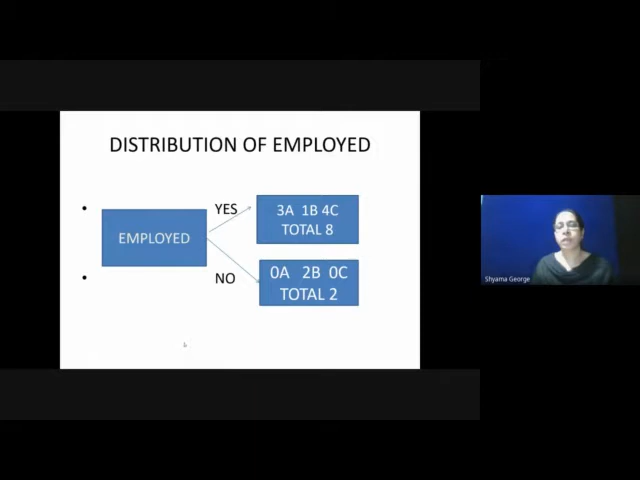 DISTRIBUTION OF EMPLOYED
• YES
3A 1B 4C
TOTAL 8
EMPLOYED
• NO
0A 2B 0C
TOTAL 2
Shyama George